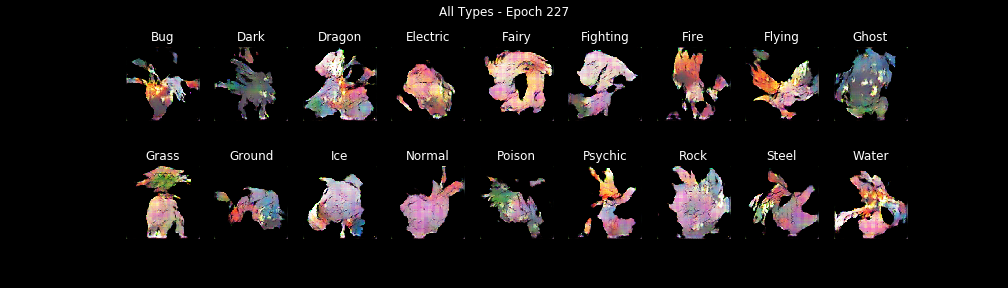 All Types - Epoch 227
Bug Dark Dragon Electric Fairy Fighting Fire Flying Ghost
Grass Ground Ice Normal Poison Psychic Rock Steel Water